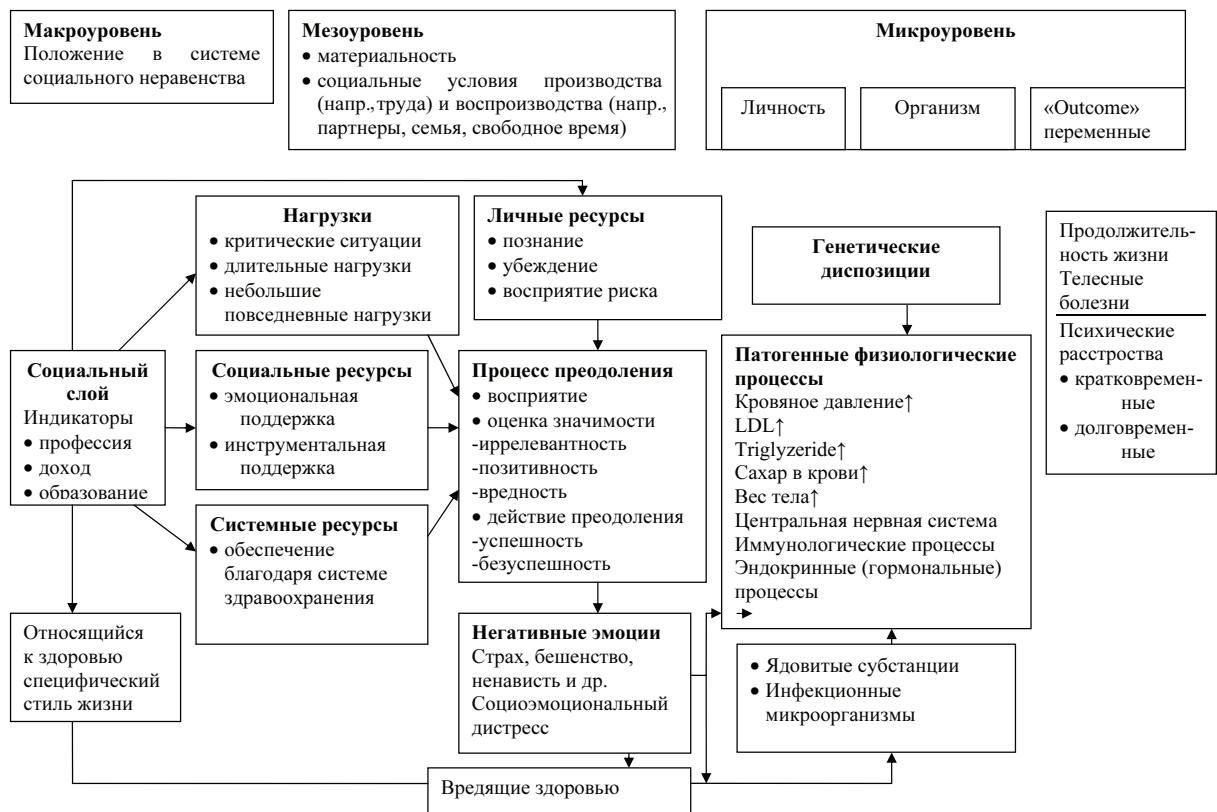 Макроуровень
Положение в системе
социального неравенства
Мезоуровень
• материальность
• социальные условия производства
(напр.,труда) и воспроизводства (напр.,
партнеры, семья, свободное время)
Микроуровень
Личность
Организм
«Outcome»
переменные
Нагрузки
• критические ситуации
• длительные нагрузки
• небольшие
повседневные нагрузки
Личные ресурсы
• познание
• убеждение
• восприятие риска
Генетические
диспозиции
Продолжитель-
ность жизни
Телесные
болезни
Психические
расстроства
• кратковремен-
ные
• долговремен-
ные
Социальный
слой
Индикаторы
• профессия
• доход
• образование
Социальные ресурсы
• эмоциональная
поддержка
• инструментальная
поддержка
Процесс преодоления
• восприятие
• оценка значимости
-иррелевантность
-позитивность
-вредность
• действие преодоления
-успешность
-безуспешность
Патогенные физиологические
процессы
Кровяное давление↑
LDL↑
Triglyzeride↑
Сахар в крови↑
Вес тела↑
Центральная нервная система
Иммунологические процессы
Эндокринные (гормональные)
процессы
Системные ресурсы
• обеспечение
благодаря системе
здравоохранения
Относящийся
к здоровью
специфический
стиль жизни
Негативные эмоции
Страх, бешенство,
ненависть и др.
Социоэмоциональный
дистресс
• Ядовитые субстанции
• Инфекционные
микроорганизмы
Вредящие здоровью